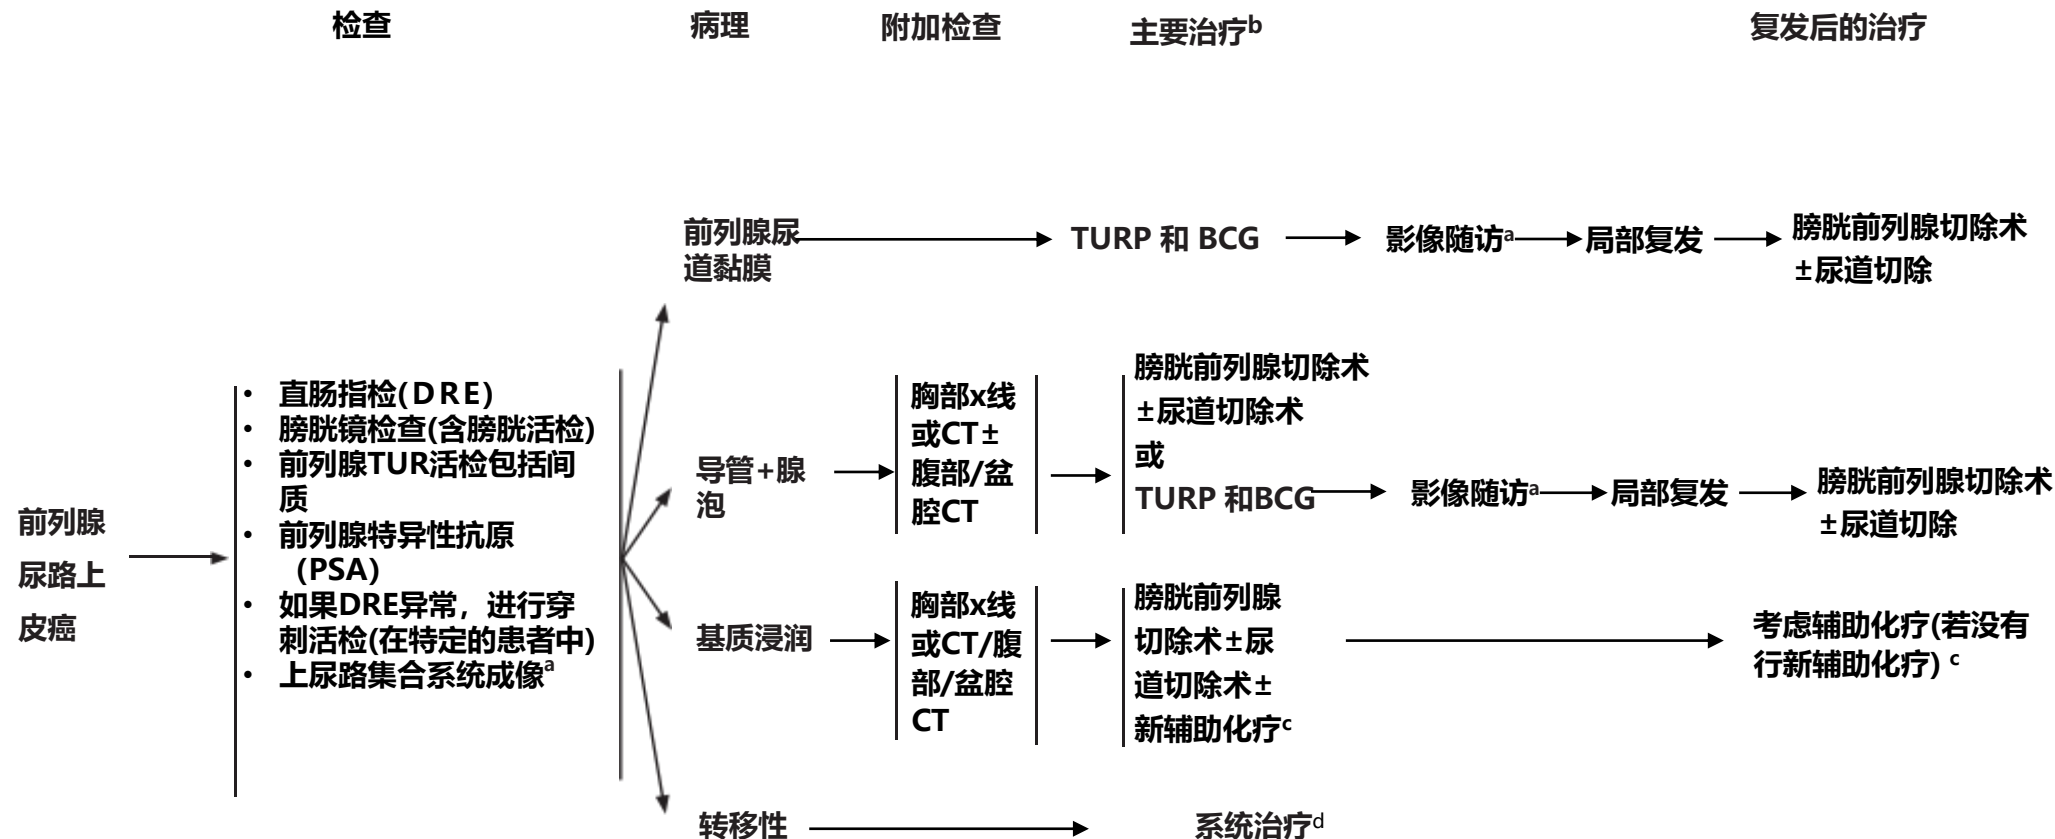 检查
病理
附加检查
主要治疗b
复发后的治疗
前列腺
尿路上
皮癌
• 直肠指检(DRE)
• 膀胱镜检查(含膀胱活检)
• 前列腺TUR活检包括间
质
• 前列腺特异性抗原
（PSA）
• 如果DRE异常，进行穿
刺活检(在特定的患者中)
• 上尿路集合系统成像a
前列腺尿
道黏膜
TURP 和 BCG
影像随访a
局部复发
膀胱前列腺切除术
±尿道切除
导管+腺
泡
胸部x线
或CT±
腹部/盆
腔CT
膀胱前列腺切除术
±尿道切除术
或
TURP 和BCG
影像随访a
局部复发
膀胱前列腺切除术
±尿道切除
基质浸润
胸部x线
或CT/腹
部/盆腔
CT
膀胱前列腺
切除术±尿
道切除术±
新辅助化疗c
考虑辅助化疗(若没有
行新辅助化疗) c
转移性
系统治疗d